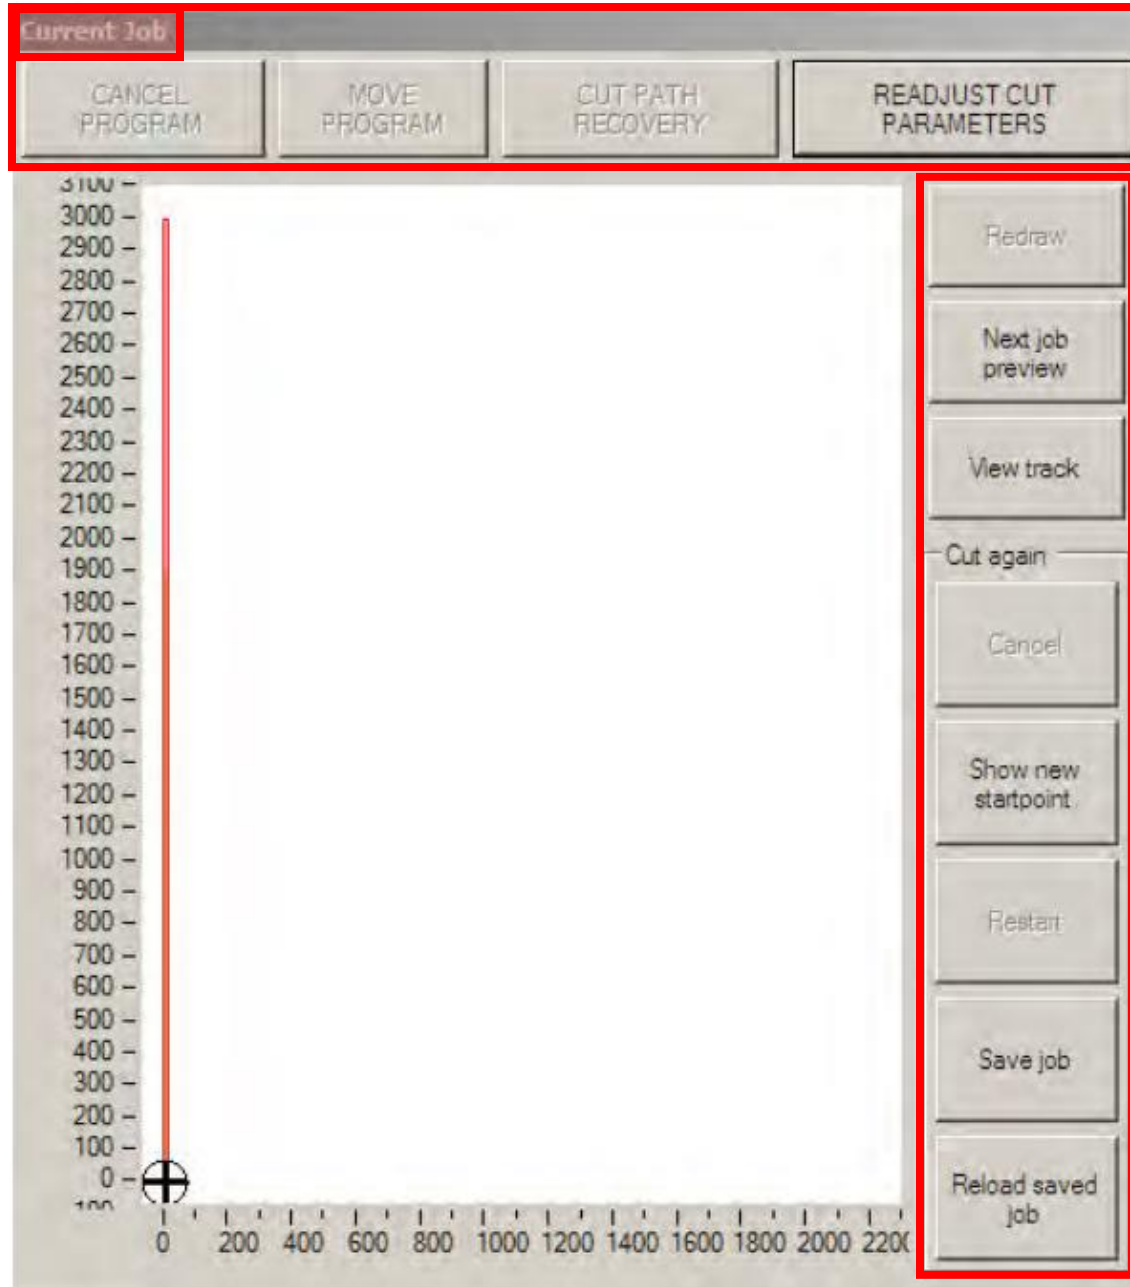 Current Job
CANCEL
PROGRAM
MOVE
PROGRAM
CUT PATH
RECOVERY
READJUST CUT
PARAMETERS
3100
3000
2900
2800
2700
2600
2500
2400
2300
2200
2100
2000
1900
1800
1700
1600
1500
1400
1300
1200
1100
1000
900
800
700
600
500
400
300
200
100
0
100
0 200 400 600 800 1000 1200 1400 1600 1800 2000 2200
Redraw
Next job
preview
View track
Cut again
Cancel
Show new
startpoint
Restart
Save job
Reload saved
job